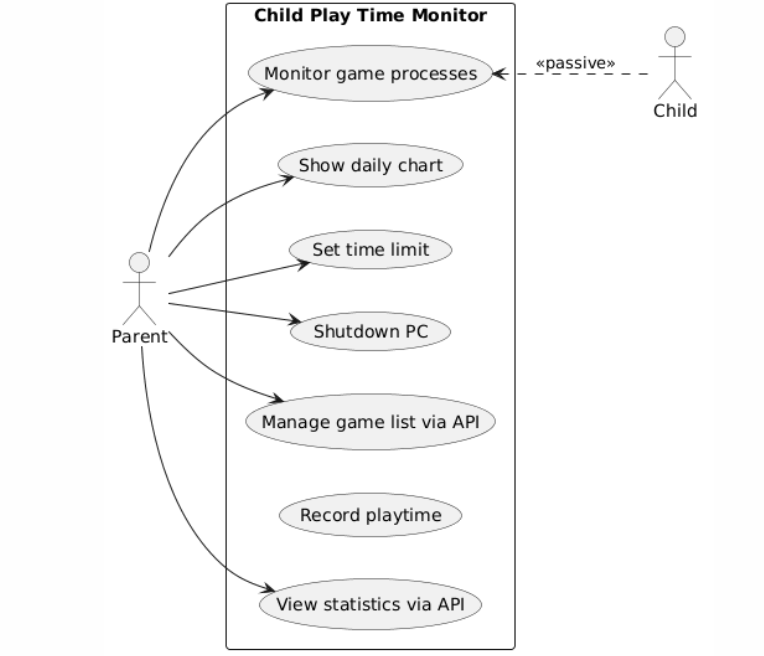 Child Play Time Monitor
Monitor game processes
«passive»
Child
Show daily chart
Set time limit
Parent
Shutdown PC
Manage game list via API
Record playtime
View statistics via API